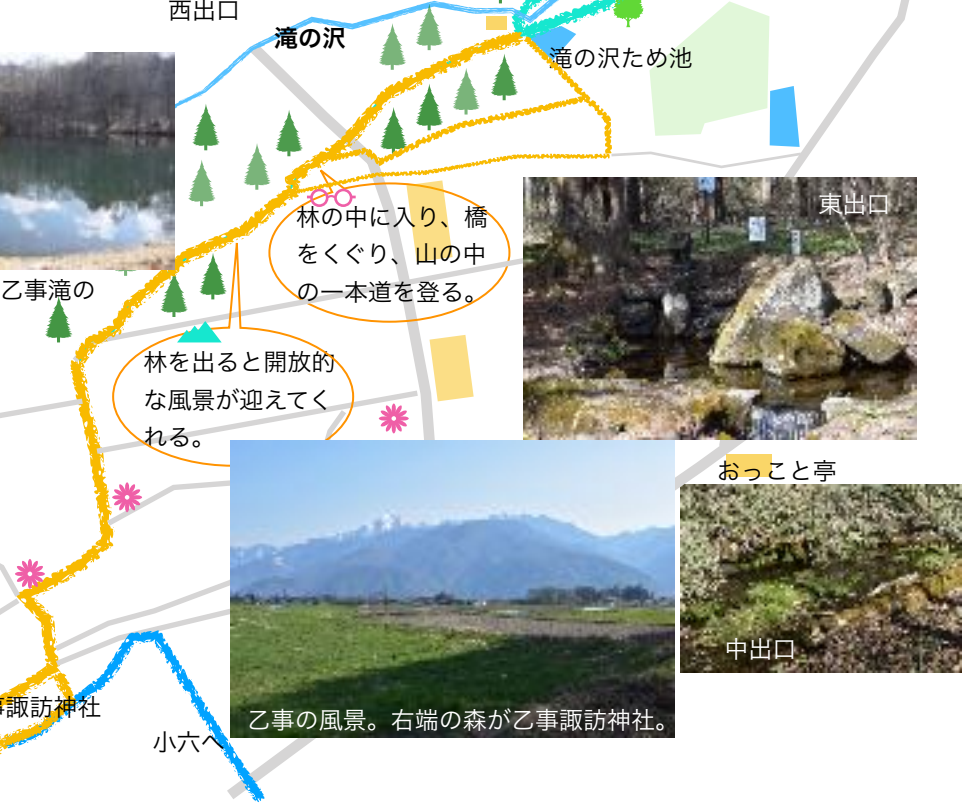 西出口
滝の沢
滝の沢ため池
東出口
林の中に入り、橋
をくぐり、山の中
の一本道を登る。
乙事滝の
林を出ると開放的
な風景が迎えてく
れる。
おっこと亭
中出口
諏訪神社
乙事の風景。右端の森が乙事諏訪神社。
小六へ